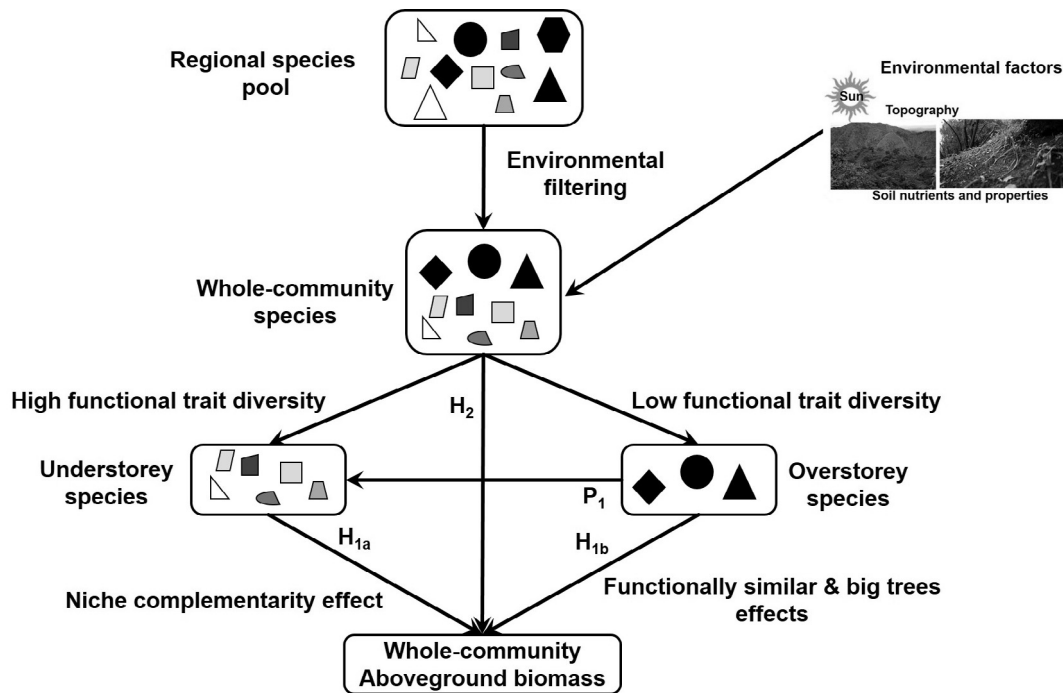 Regional species
pool
Environmental factors
Sun
Topography
Soil nutrients and properties
Environmental
filtering
Whole-community
species
High functional trait diversity
H2
Low functional trait diversity
Understorey
species
P1
Overstorey
species
H1a
H1b
Niche complementarity effect
Functionally similar & big trees
effects
Whole-community
Aboveground biomass